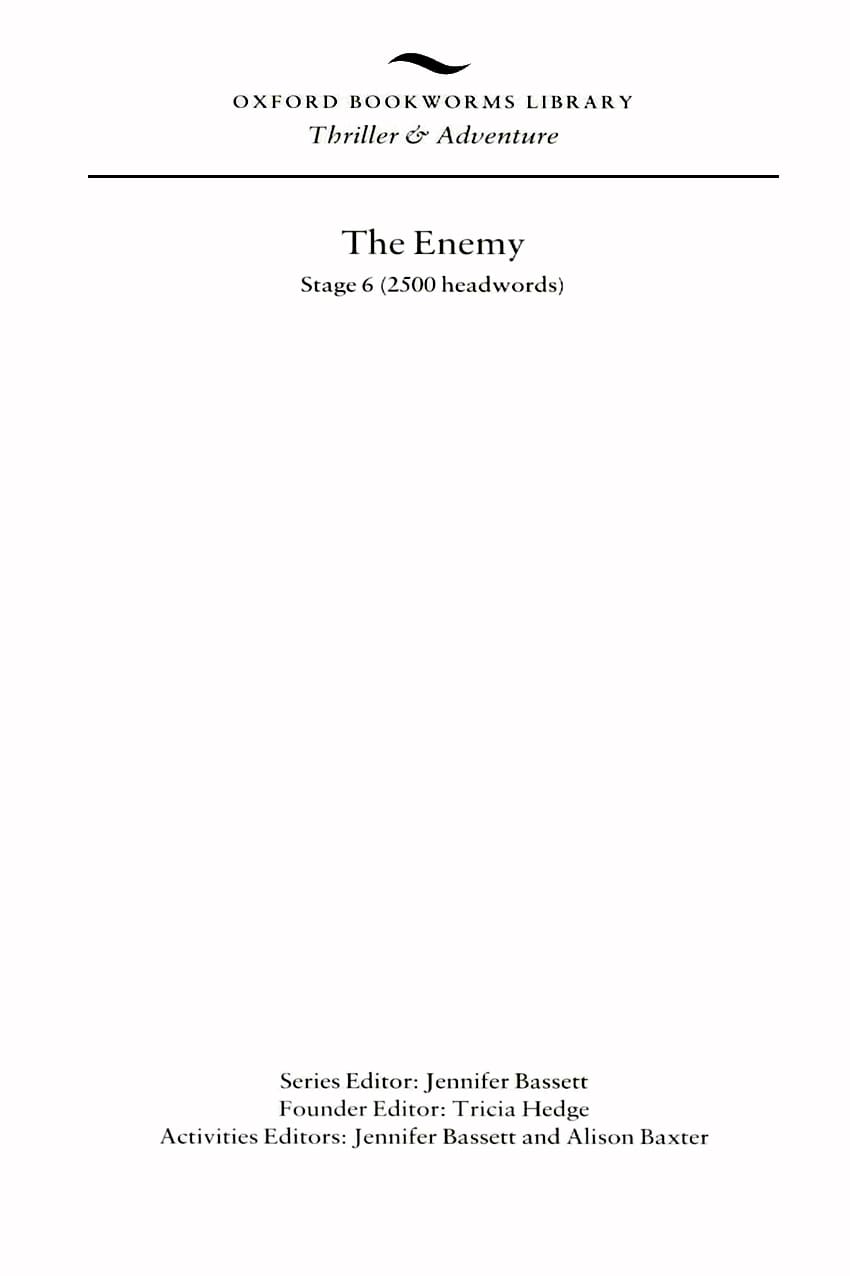 OXFORD BOOKWORMS LIBRARY
Thriller & Adventure
The Enemy
Stage 6 (2500 headwords)
Series Editor: Jennifer Bassett
Founder Editor: Tricia Hedge
Activities Editors: Jennifer Bassett and Alison Baxter